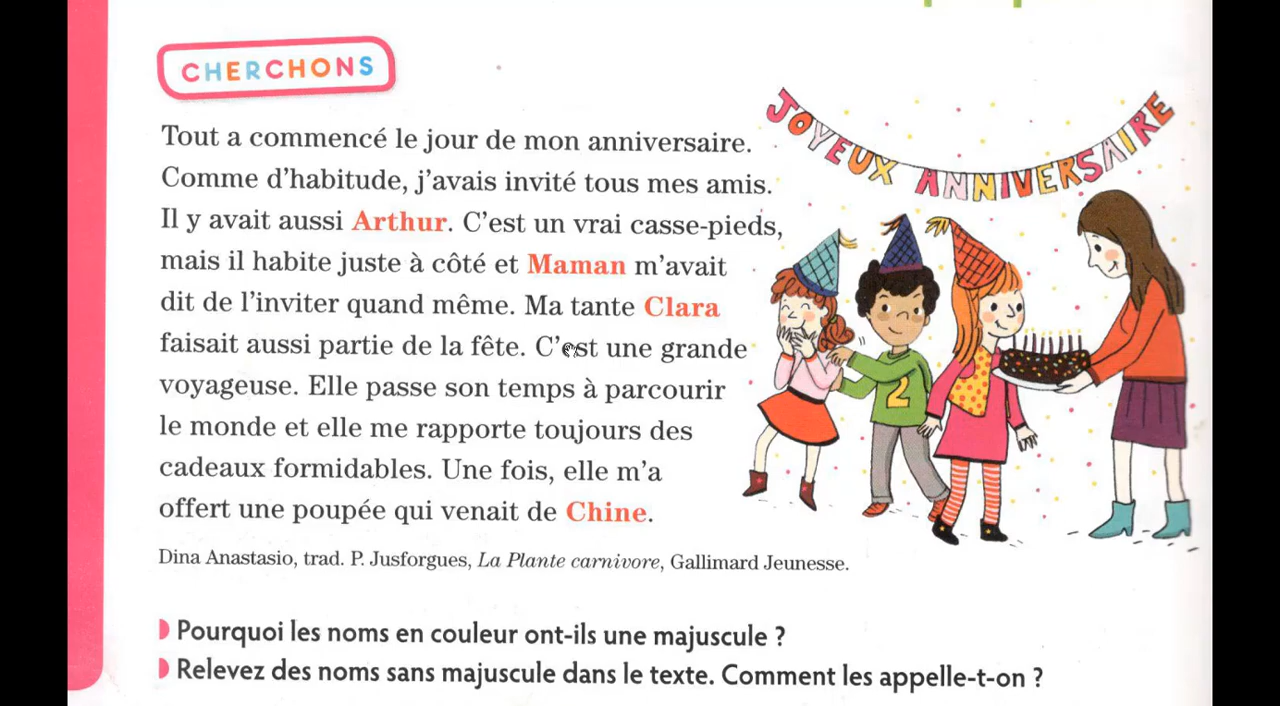 CHERCHONS
JOYEUX ANNIVERSAIRE
Tout a commencé le jour de mon anniversaire.
Comme d'habitude, j'avais invité tous mes amis.
Il y avait aussi Arthur. C'est un vrai casse-pieds,
mais il habite juste à côté et Maman m'avait
dit de l'inviter quand même. Ma tante Clara
faisait aussi partie de la fête. C'est une grande
voyageuse. Elle passe son temps à parcourir
le monde et elle me rapporte toujours des
cadeaux formidables. Une fois, elle m'a
offert une poupée qui venait de Chine.
2
Dina Anastasio, trad. P. Jusforgues, La Plante carnivore, Gallimard Jeunesse.
Pourquoi les noms en couleur ont-ils une majuscule ?
Relevez des noms sans majuscule dans le texte. Comment les appelle-t-on ?